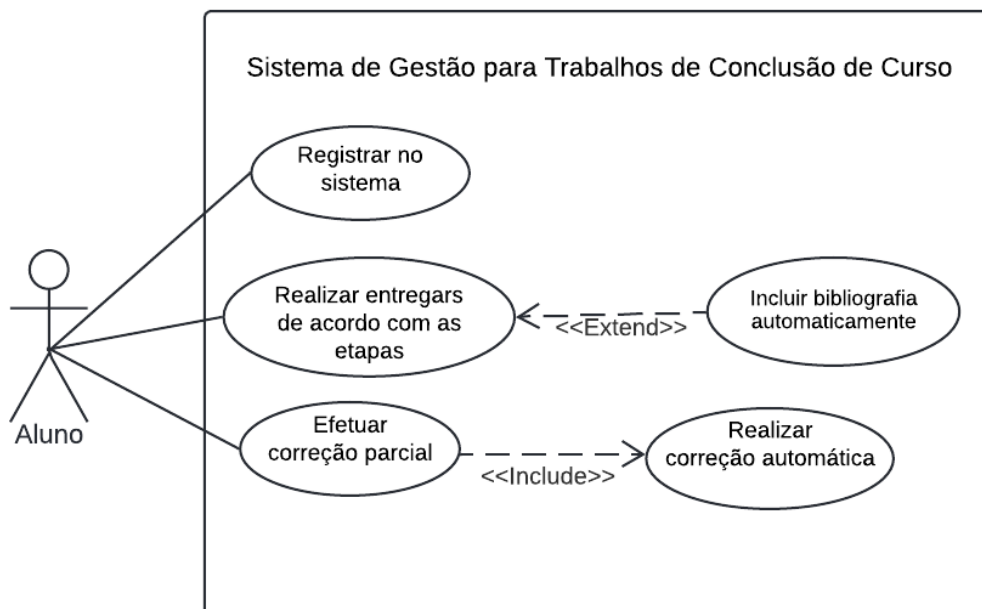 Sistema de Gestão para Trabalhos de Conclusão de Curso
Registrar no
sistema
Realizar entregars
de acordo com as
etapas
<<Extend>>
Incluir bibliografia
automaticamente
Aluno
Efetuar
correção parcial
<<Include>>
Realizar
correção automática